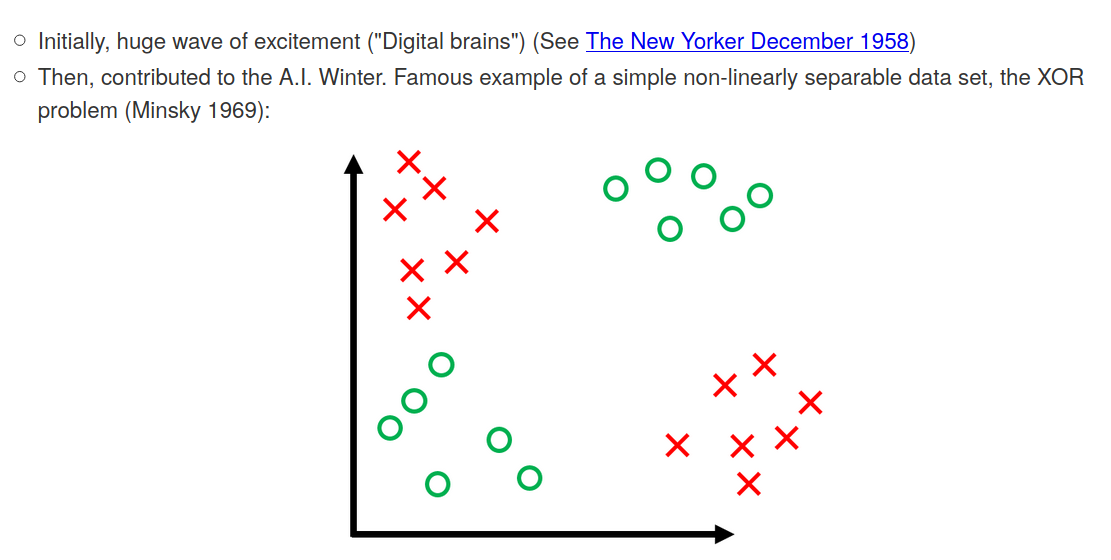 Initially, huge wave of excitement ("Digital brains") (See The New Yorker December 1958)
Then, contributed to the A.I. Winter. Famous example of a simple non-linearly separable data set, the XOR
problem (Minsky 1969):